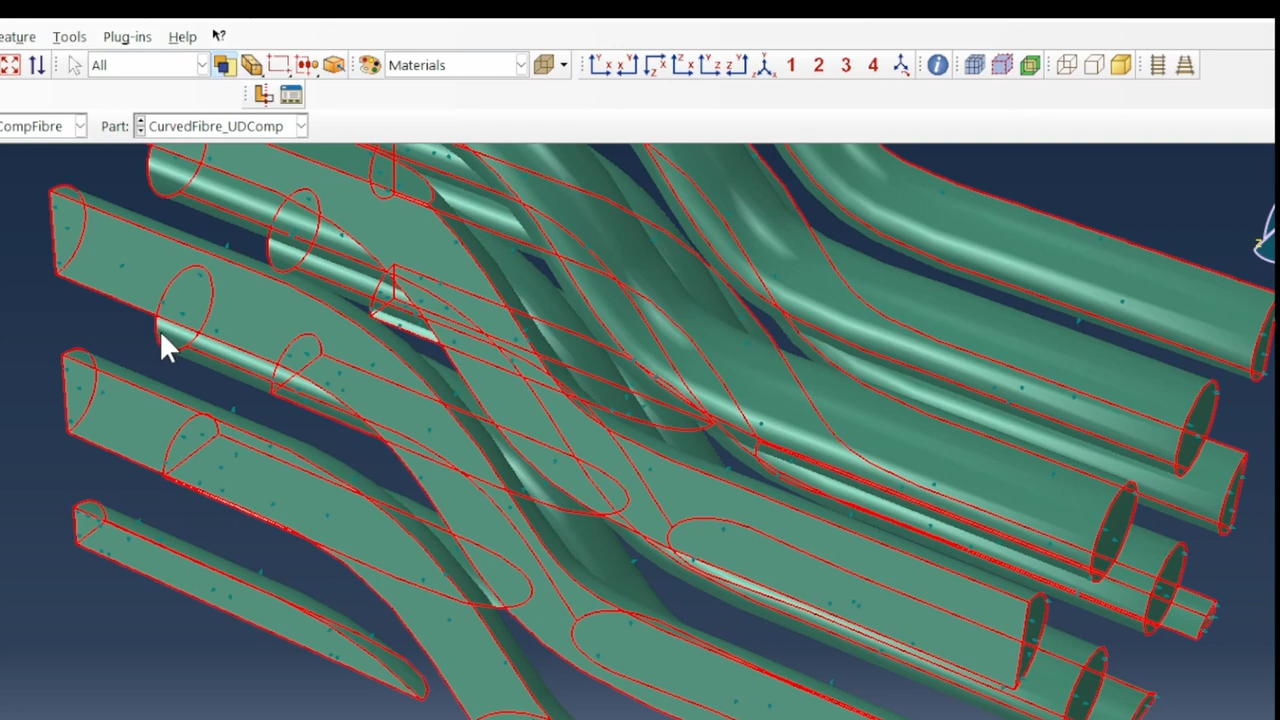 eature Tools Plug-ins Help ?
All Materials 1 2 3 4
CompFibre Part: CurvedFibre_UDComp